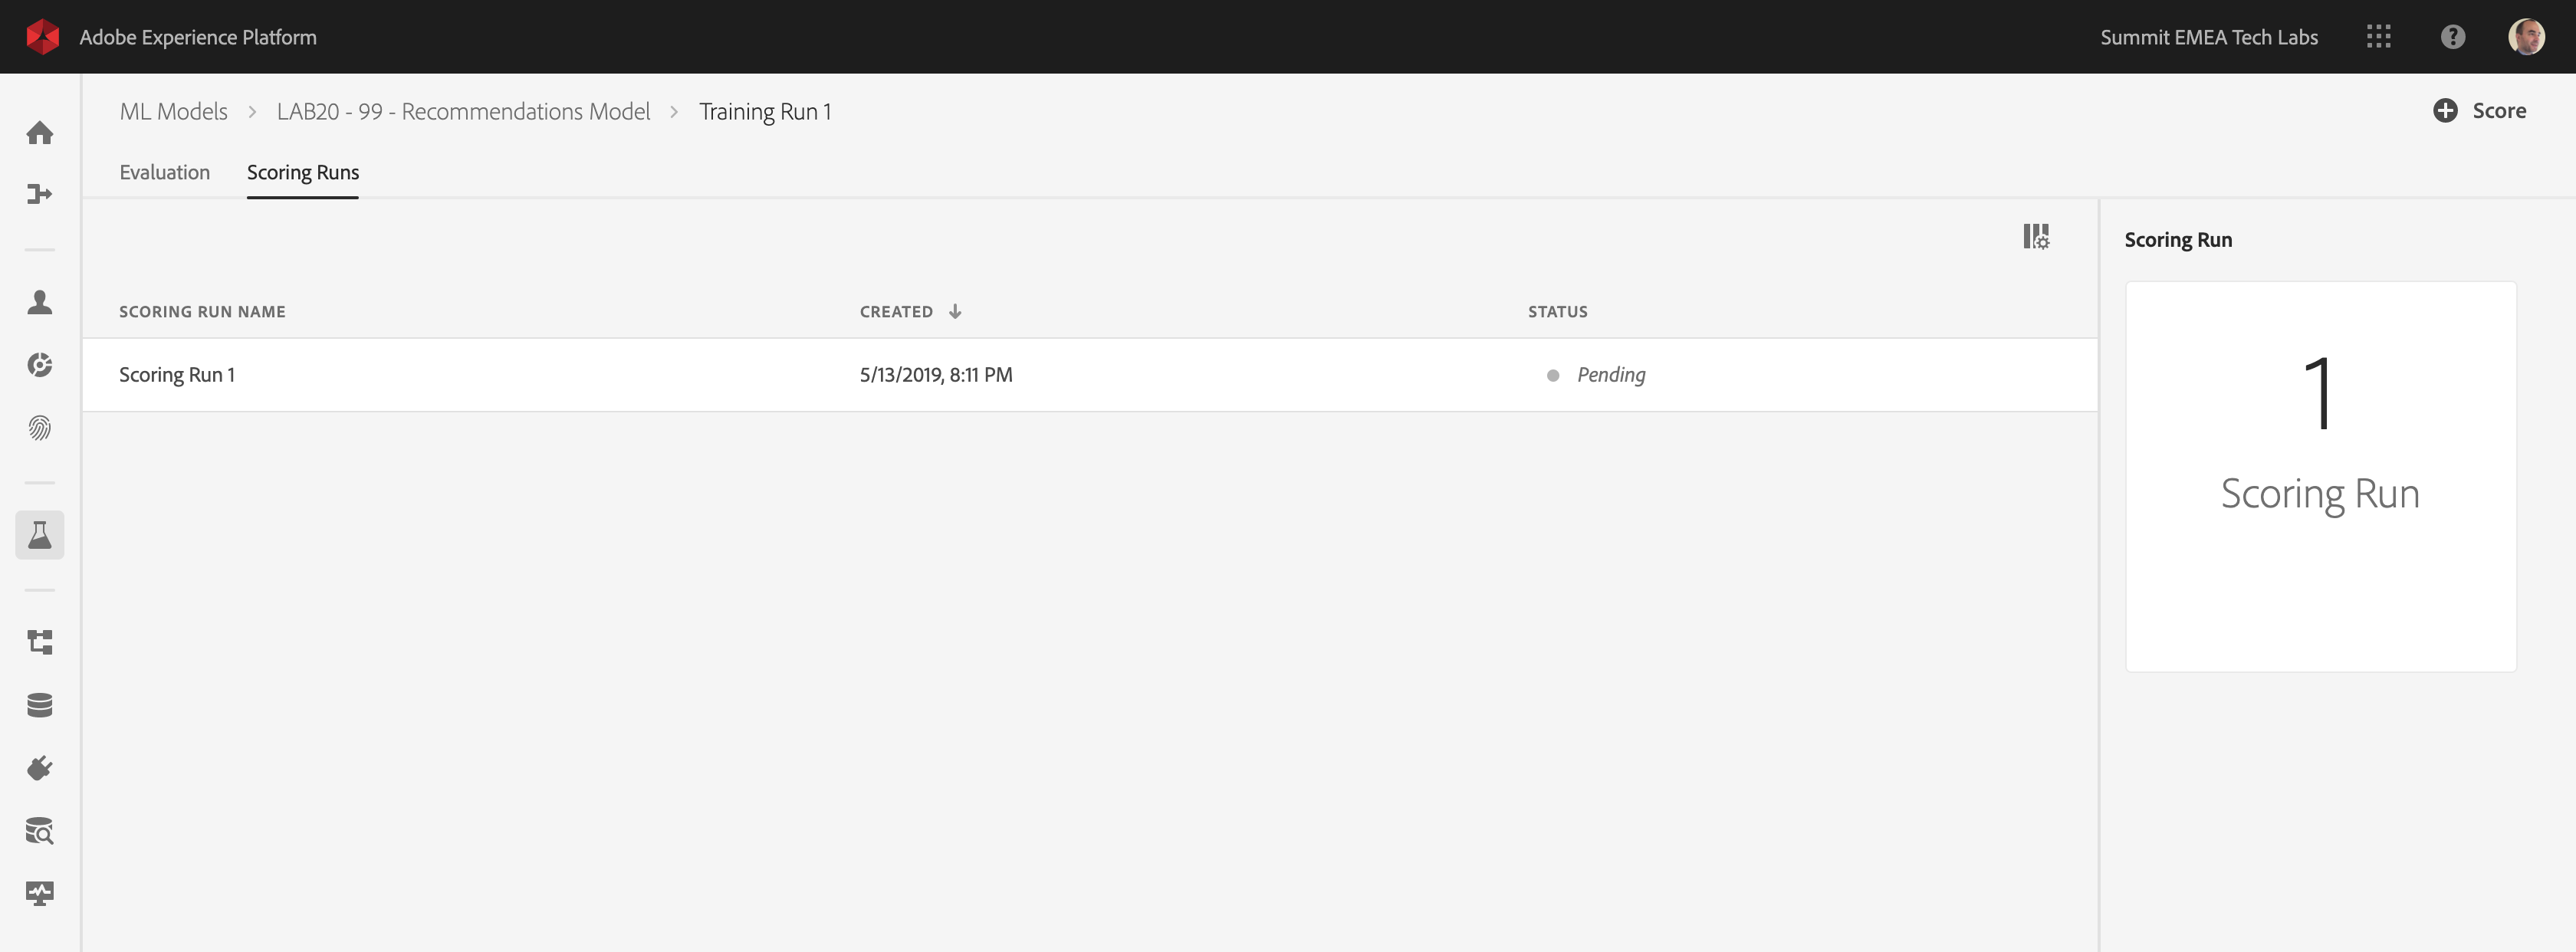 Adobe Experience Platform
Summit EMEA Tech Labs
ML Models > LAB20 - 99 - Recommendations Model > Training Run 1
Score
Evaluation Scoring Runs
Scoring Run
SCORING RUN NAME CREATED STATUS
Scoring Run 1 5/13/2019, 8:11 PM Pending
1
Scoring Run